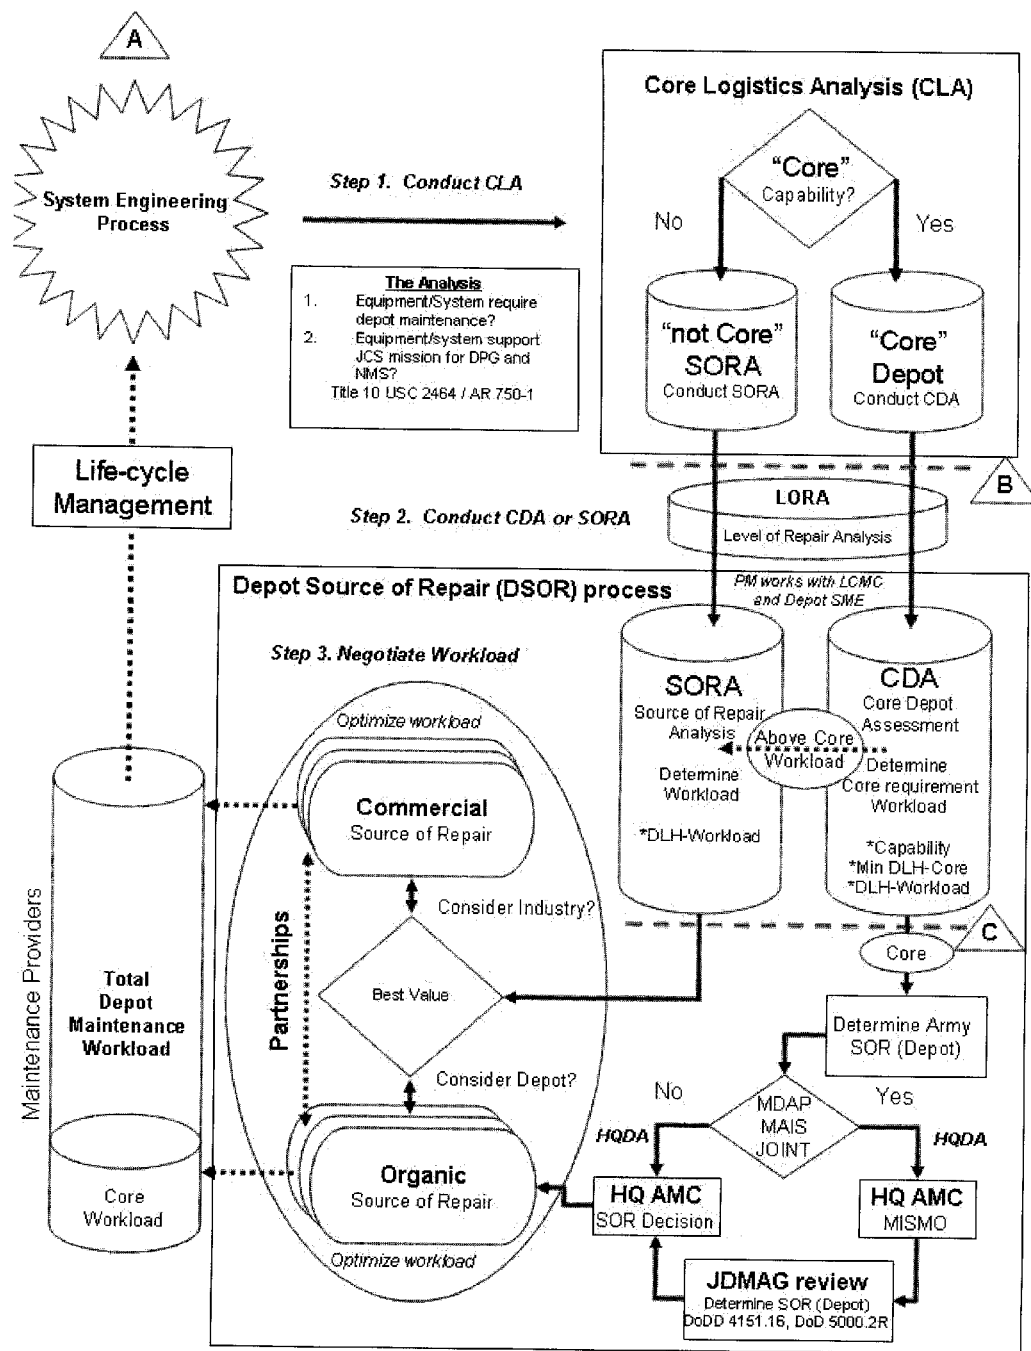 A
Core Logistics Analysis (CLA)
"Core"
Capability?
No
Yes
System Engineering
Process
Step 1. Conduct CLA
The Analysis
1. Equipment/System require
depot maintenance?
2. Equipment/system support
JCS mission for DPG and
NMS?
Title 10 USC 2464 / AR 750-1
"not Core"
SORA
Conduct SORA
"Core"
Depot
Conduct CDA
B
Life-cycle
Management
LORA
Level of Repair Analysis
Step 2. Conduct CDA or SORA
Depot Source of Repair (DSOR) process
PM works with LCMC
and Depot SME
Step 3. Negotiate Workload
SORA
Source of Repair
Analysis
Determine
Workload
*DLH-Workload
Above Core
Workload
CDA
Core Depot
Assessment
Determine
Core requirement
Workload
*Capability
*Min DLH-Core
*DLH-Workload
Optimize workload
Commercial
Source of Repair
Consider Industry?
Partnerships
Best Value
Consider Depot?
Organic
Source of Repair
Optimize workload
C
Core
Determine Army
SOR (Depot)
No
Yes
MDAP
MAIS
JOINT
HQDA
HQDA
HQ AMC
SOR Decision
HQ AMC
MISMO
JDMAG review
Determine SOR (Depot)
DoDD 4151.16, DoD 5000.2R
Maintenance Providers
Total
Depot
Maintenance
Workload
Core
Workload